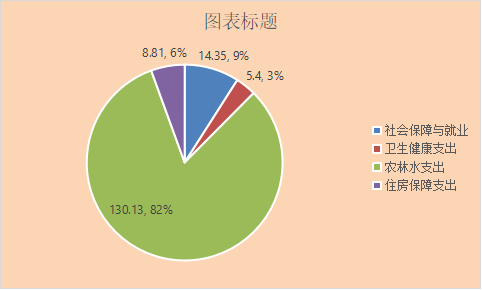 图表标题
8.81, 6%
14.35, 9%
5.4, 3%
130.13, 82%
社会保障与就业
卫生健康支出
农林水支出
住房保障支出